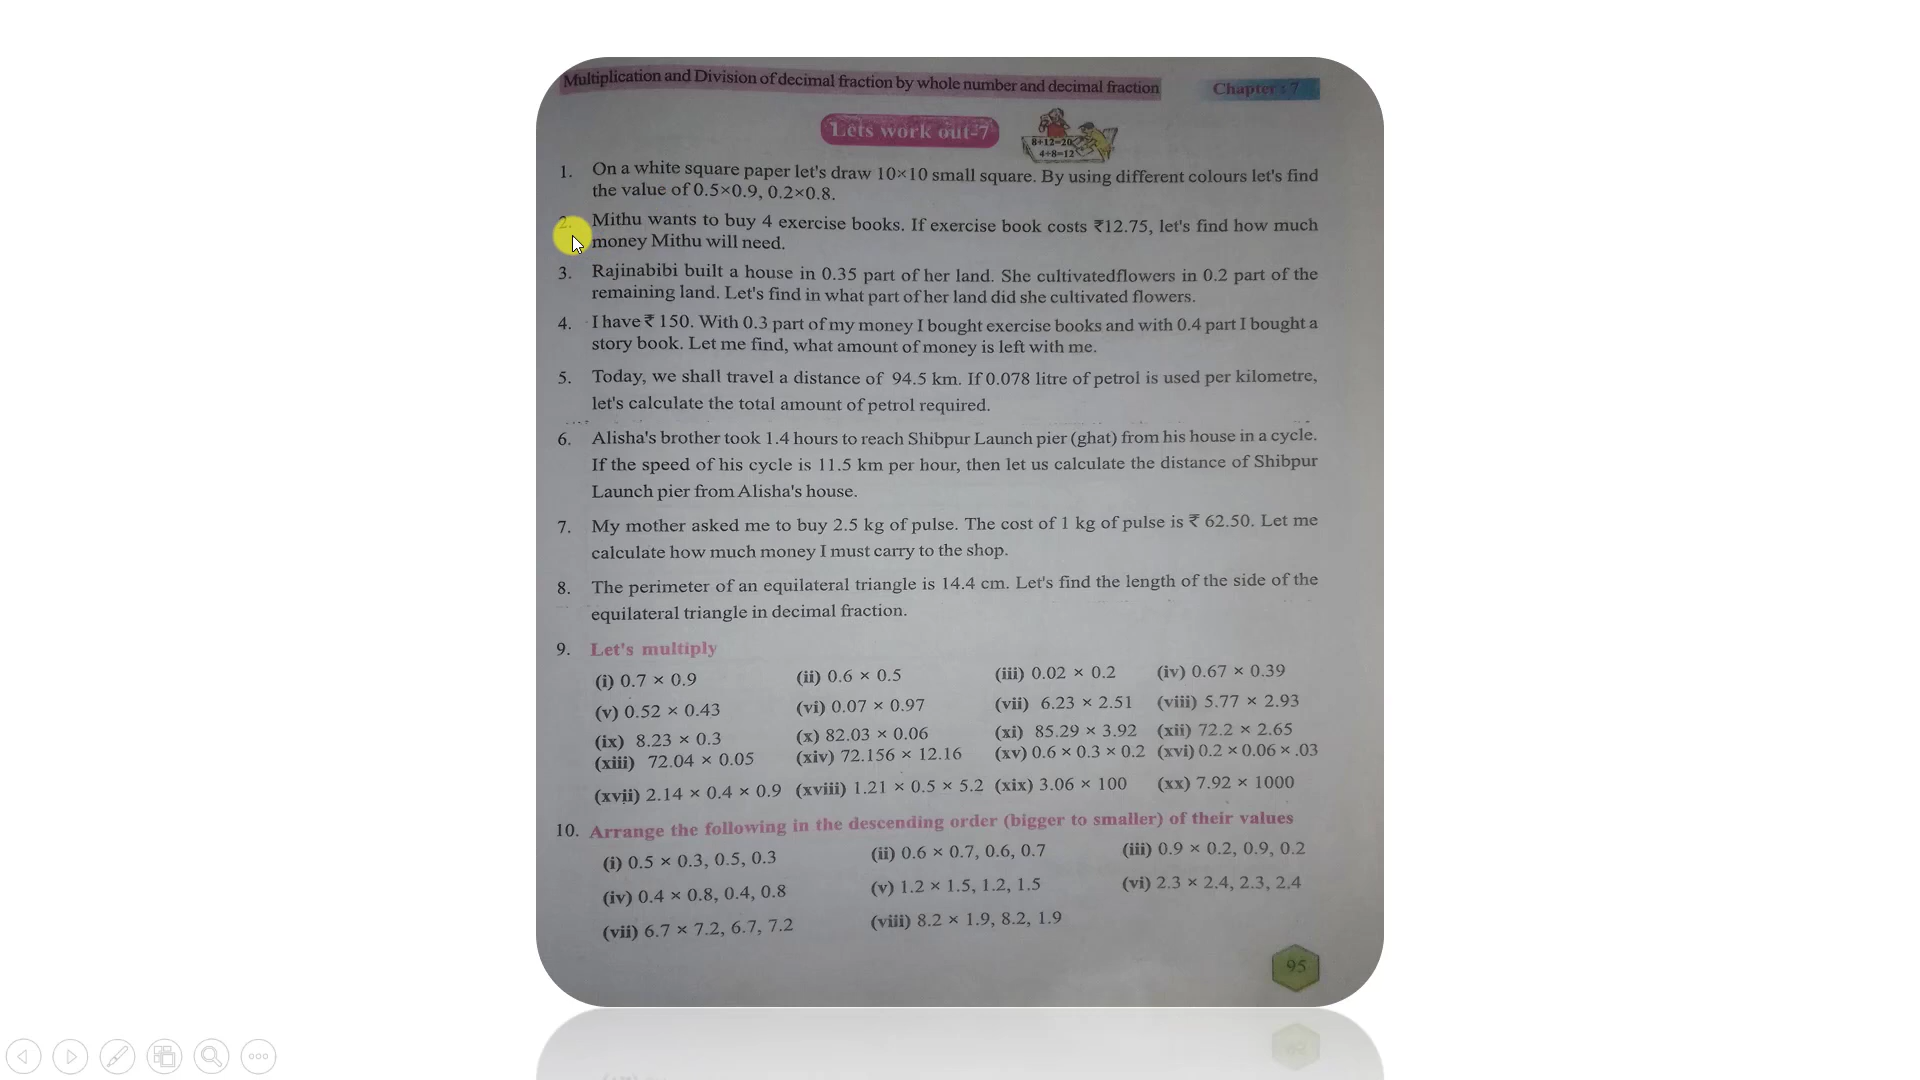 Multiplication and Division of decimal fraction by whole number and decimal fraction
Chapter : 7
Lets work out-7
8+12=20
4+8=12
1. On a white square paper let's draw 10×10 small square. By using different colours let's find
the value of 0.5×0.9, 0.2×0.8.
2. Mithu wants to buy 4 exercise books. If exercise book costs ₹12.75, let's find how much
money Mithu will need.
3. Rajinabibi built a house in 0.35 part of her land. She cultivatedflowers in 0.2 part of the
remaining land. Let's find in what part of her land did she cultivated flowers.
4. I have ₹ 150. With 0.3 part of my money I bought exercise books and with 0.4 part I bought a
story book. Let me find, what amount of money is left with me.
5. Today, we shall travel a distance of 94.5 km. If 0.078 litre of petrol is used per kilometre,
let's calculate the total amount of petrol required.
6. Alisha's brother took 1.4 hours to reach Shibpur Launch pier (ghat) from his house in a cycle.
If the speed of his cycle is 11.5 km per hour, then let us calculate the distance of Shibpur
Launch pier from Alisha's house.
7. My mother asked me to buy 2.5 kg of pulse. The cost of 1 kg of pulse is ₹ 62.50. Let me
calculate how much money I must carry to the shop.
8. The perimeter of an equilateral triangle is 14.4 cm. Let's find the length of the side of the
equilateral triangle in decimal fraction.
9. Let's multiply
(i) 0.7 × 0.9 (ii) 0.6 × 0.5 (iii) 0.02 × 0.2 (iv) 0.67 × 0.39
(v) 0.52 × 0.43 (vi) 0.07 × 0.97 (vii) 6.23 × 2.51 (viii) 5.77 × 2.93
(ix) 8.23 × 0.3 (x) 82.03 × 0.06 (xi) 85.29 × 3.92 (xii) 72.2 × 2.65
(xiii) 72.04 × 0.05 (xiv) 72.156 × 12.16 (xv) 0.6 × 0.3 × 0.2 (xvi) 0.2 × 0.06 × .03
(xvii) 2.14 × 0.4 × 0.9 (xviii) 1.21 × 0.5 × 5.2 (xix) 3.06 × 100 (xx) 7.92 × 1000
10. Arrange the following in the descending order (bigger to smaller) of their values
(i) 0.5 × 0.3, 0.5, 0.3 (ii) 0.6 × 0.7, 0.6, 0.7 (iii) 0.9 × 0.2, 0.9, 0.2
(iv) 0.4 × 0.8, 0.4, 0.8 (v) 1.2 × 1.5, 1.2, 1.5 (vi) 2.3 × 2.4, 2.3, 2.4
(vii) 6.7 × 7.2, 6.7, 7.2 (viii) 8.2 × 1.9, 8.2, 1.9
95